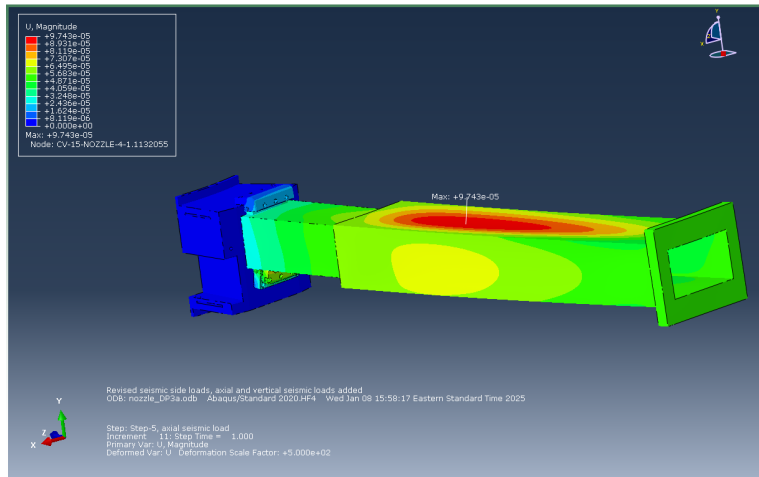 U, Magnitude
+9.743e-05
+8.931e-05
+8.119e-05
+7.307e-05
+6.495e-05
+5.683e-05
+4.871e-05
+4.059e-05
+3.248e-05
+2.436e-05
+1.624e-05
+8.119e-06
+0.000e+00
Max: +9.743e-05
Node: CV-15-NOZZLE-4-1.1132055
Y
X
Max: +9.743e-05
Revised seismic side loads, axial and vertical seismic loads added
ODB: nozzle_DP3a.odb Abaqus/Standard 2020.HF4 Wed Jan 08 15:58:17 Eastern Standard Time 2025
Y
Z
X
Step: Step-5, axial seismic load
Increment 11: Step Time = 1.000
Primary Var: U, Magnitude
Deformed Var: U Deformation Scale Factor: +5.000e+02